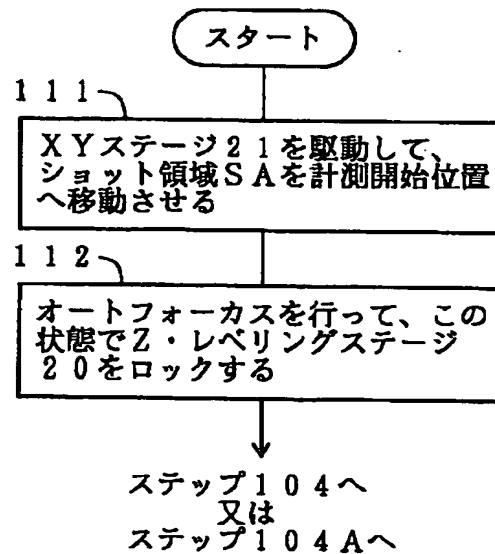 スタート
111
XYステージ21を駆動して、
ショット領域SAを計測開始位置
へ移動させる
112
オートフォーカスを行って、この
状態でZ・レベリングステージ
20をロックする
ステップ104へ
又は
ステップ104Aへ